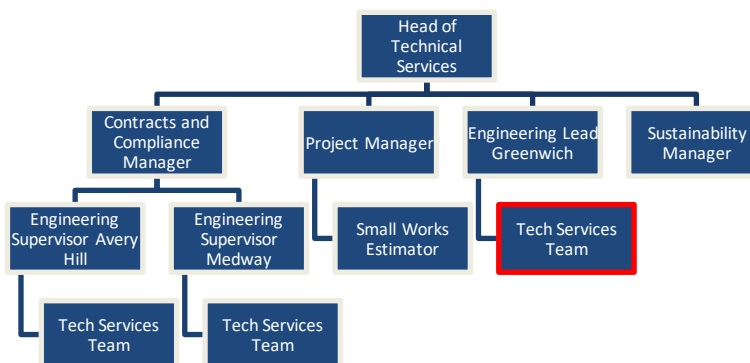 Head of
Technical
Services
Contracts and
Compliance
Manager
Project Manager
Engineering Lead
Greenwich
Sustainability
Manager
Engineering
Supervisor Avery
Hill
Engineering
Supervisor
Medway
Small Works
Estimator
Tech Services
Team
Tech Services
Team
Tech Services
Team